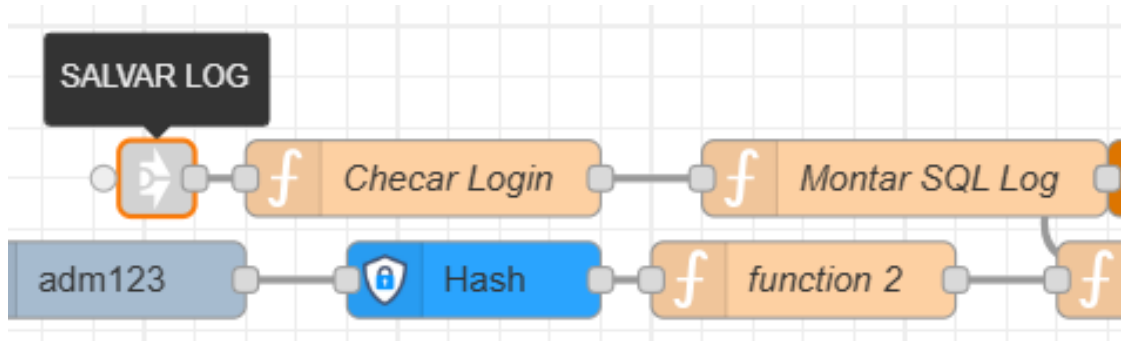 SALVAR LOG
Checar Login
Montar SQL Log
adm123
Hash
function 2